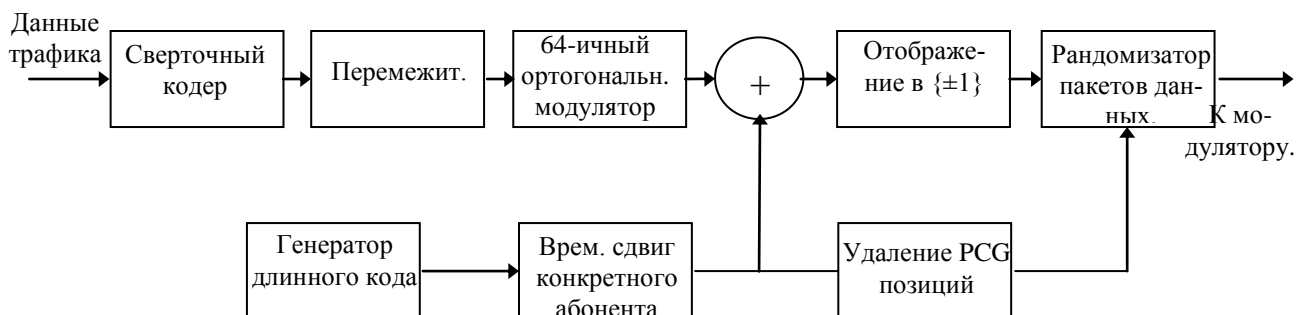 Данные
трафика
Сверточный
кодер
Перемежит.
64-ичный
ортогональн.
модулятор
+
Отображе-
ние в {±1}
Рандомизатор
пакетов дан-
ных.
К мо-
дулятору.
Генератор
длинного кода
Врем. сдвиг
конкретного
абонента
Удаление PCG
позиций